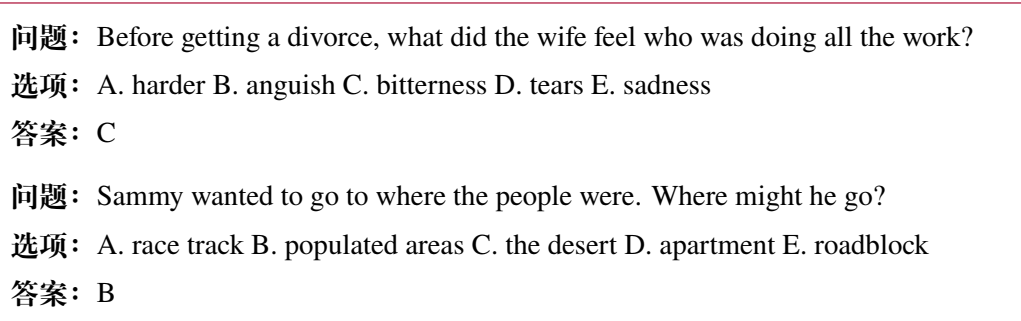 问题：Before getting a divorce, what did the wife feel who was doing all the work?
选项：A. harder B. anguish C. bitterness D. tears E. sadness
答案：C
问题：Sammy wanted to go to where the people were. Where might he go?
选项：A. race track B. populated areas C. the desert D. apartment E. roadblock
答案：B